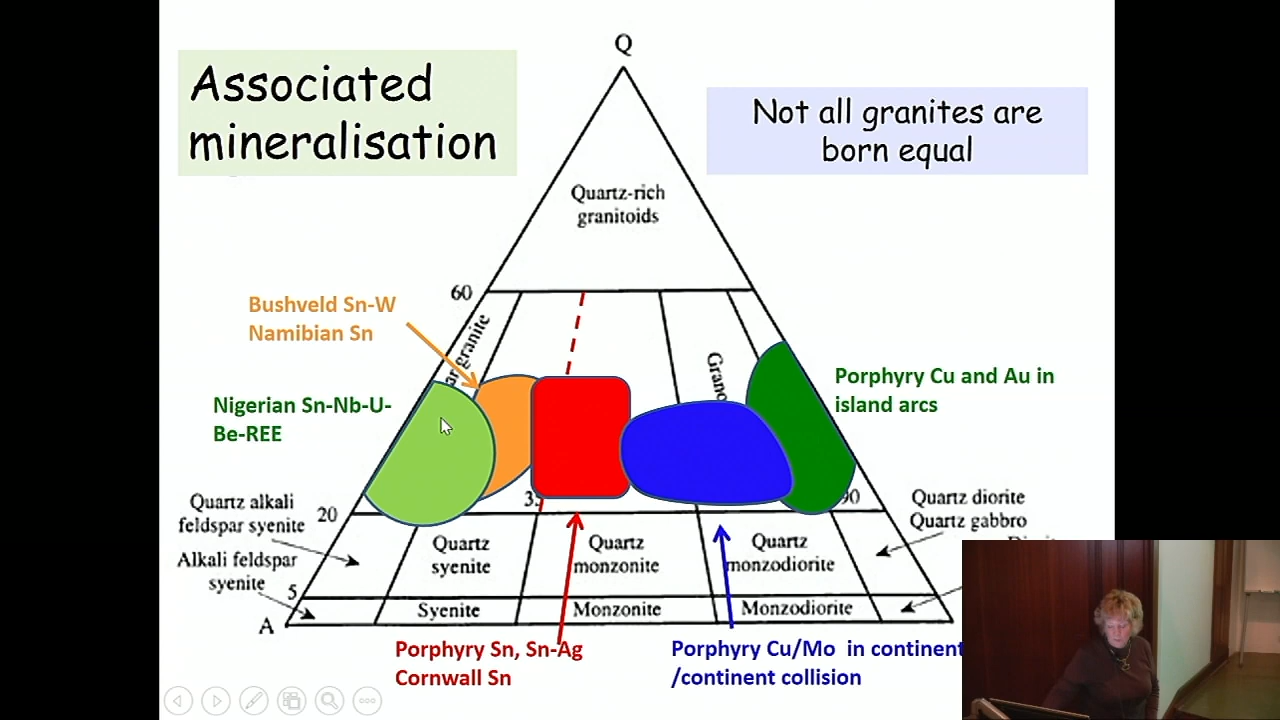 Associated
mineralisation
Q
Not all granites are
born equal
Quartz-rich
granitoids
60
Bushveld Sn-W
Namibian Sn
granite
Porphyry Cu and Au in
island arcs
Nigerian Sn-Nb-U-
Be-REE
Quartz alkali
feldspar syenite
20
90
Quartz diorite
Quartz gabbro
Alkali feldspar
syenite
Quartz
syenite
Quartz
monzonite
Quartz
monzodiorite
5
A
Syenite
Monzonite
Monzodiorite
Porphyry Sn, Sn-Ag
Cornwall Sn
Porphyry Cu/Mo in continent
/continent collision